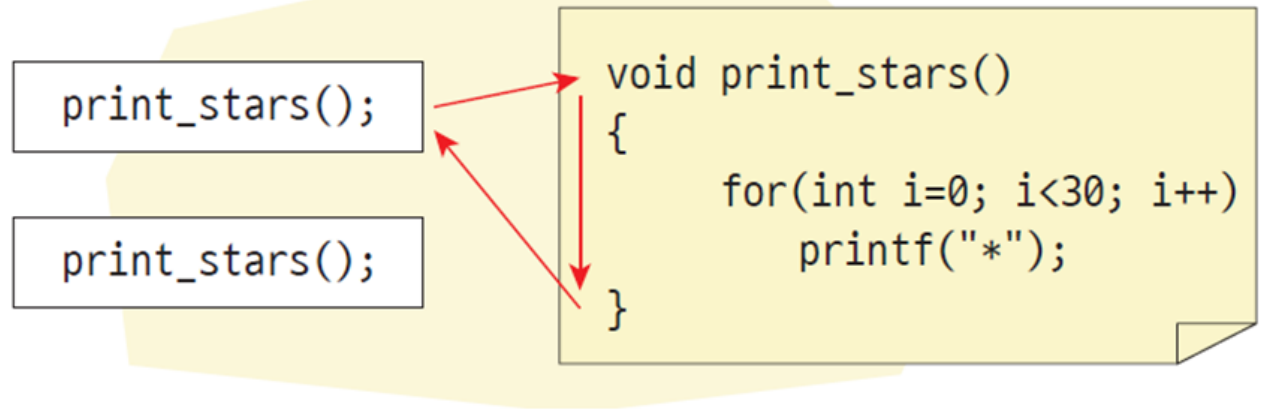 print_stars();
print_stars();
void print_stars()
{
for(int i=0; i<30; i++)
printf("*");
}